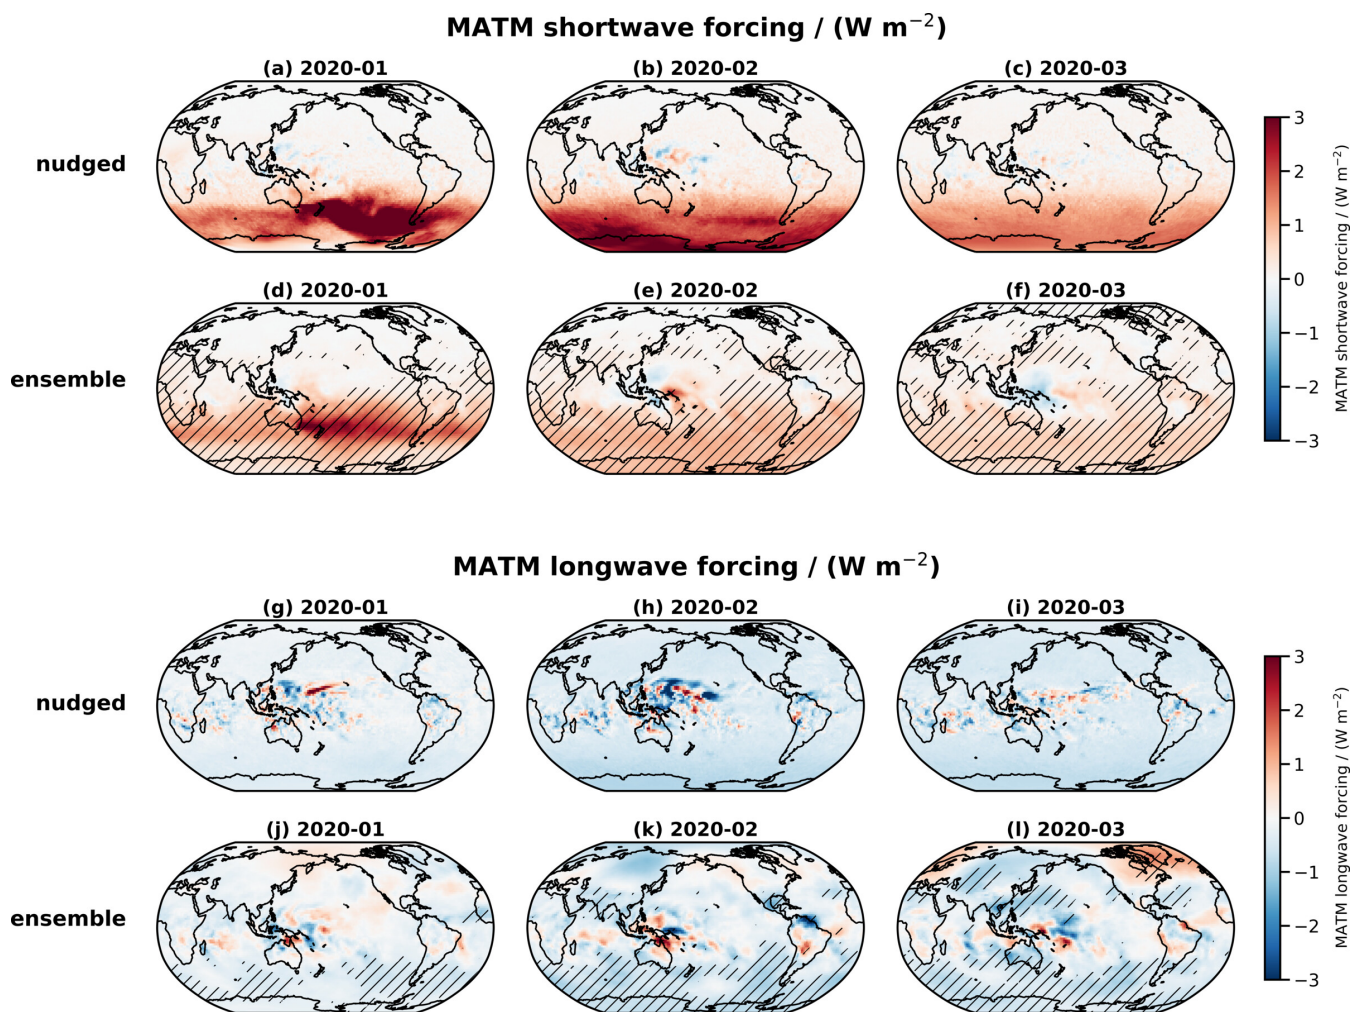 MATM shortwave forcing / (W m⁻²)
(a) 2020-01
(b) 2020-02
(c) 2020-03
nudged
(d) 2020-01
(e) 2020-02
(f) 2020-03
ensemble
3
2
1
0
−1
−2
−3
MATM shortwave forcing / (W m⁻²)
MATM longwave forcing / (W m⁻²)
(g) 2020-01
(h) 2020-02
(i) 2020-03
nudged
(j) 2020-01
(k) 2020-02
(l) 2020-03
ensemble
3
2
1
0
−1
−2
−3
MATM longwave forcing / (W m⁻²)